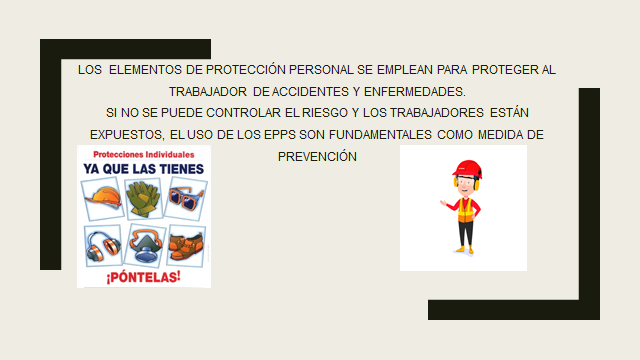 LOS ELEMENTOS DE PROTECCIÓN PERSONAL SE EMPLEAN PARA PROTEGER AL
TRABAJADOR DE ACCIDENTES Y ENFERMEDADES.
SI NO SE PUEDE CONTROLAR EL RIESGO Y LOS TRABAJADORES ESTÁN
EXPUESTOS, EL USO DE LOS EPPS SON FUNDAMENTALES COMO MEDIDA DE
PREVENCIÓN
Protecciones Individuales
YA QUE LAS TIENES
¡PÓNTELAS!